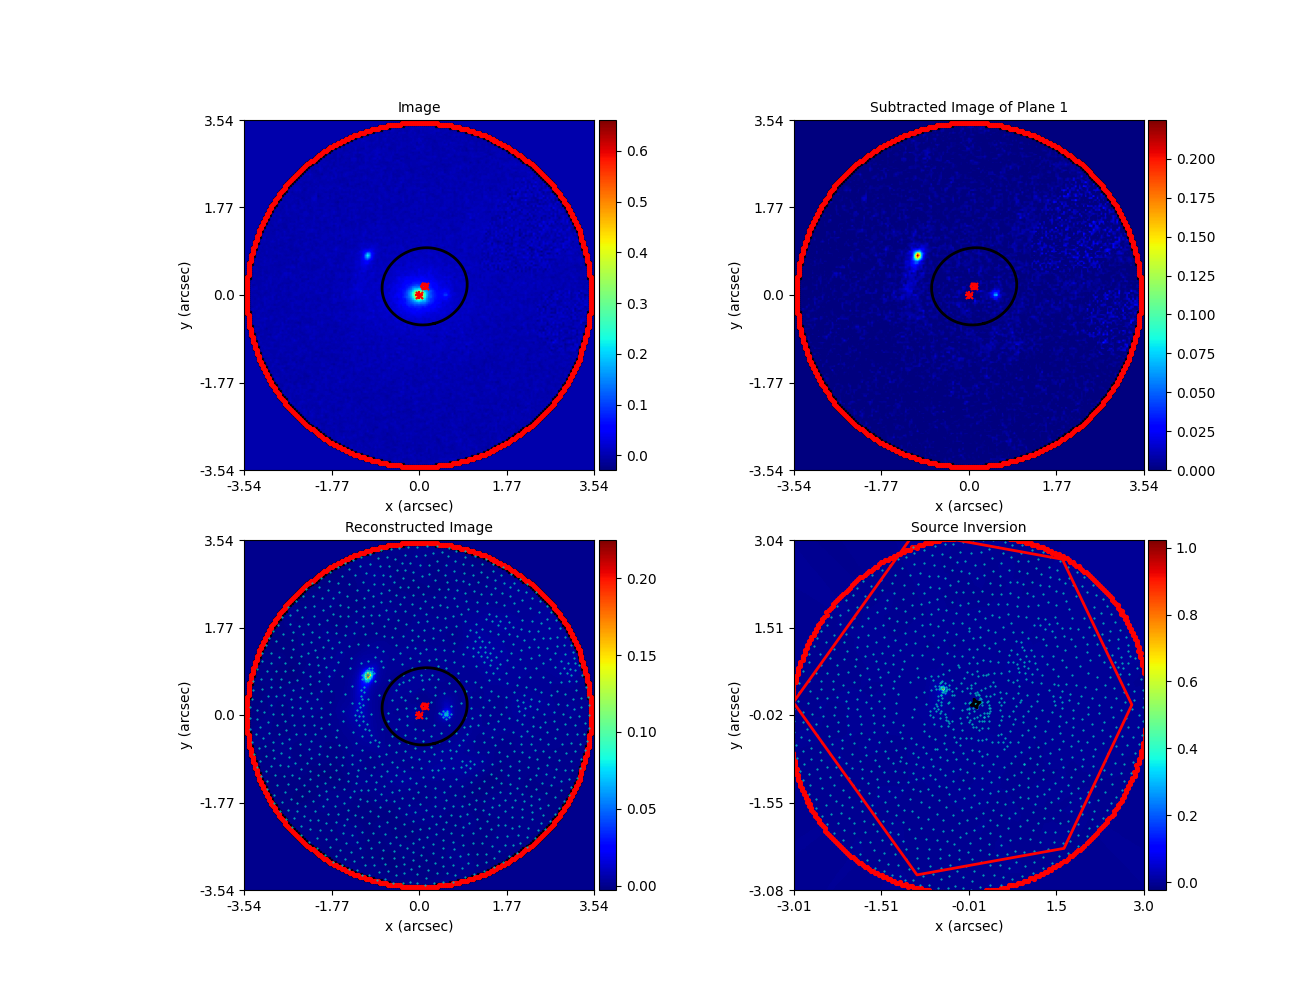 Image
3.54
1.77
0.0
-1.77
-3.54
y (arcsec)
-3.54 -1.77 0.0 1.77 3.54
x (arcsec)
0.6
0.5
0.4
0.3
0.2
0.1
0.0
Subtracted Image of Plane 1
3.54
1.77
0.0
-1.77
-3.54
y (arcsec)
-3.54 -1.77 0.0 1.77 3.54
x (arcsec)
0.200
0.175
0.150
0.125
0.100
0.075
0.050
0.025
0.000
Reconstructed Image
3.54
1.77
0.0
-1.77
-3.54
y (arcsec)
-3.54 -1.77 0.0 1.77 3.54
x (arcsec)
0.20
0.15
0.10
0.05
0.00
Source Inversion
3.04
1.51
-0.02
-1.55
-3.08
y (arcsec)
-3.01 -1.51 -0.01 1.5 3.0
x (arcsec)
1.0
0.8
0.6
0.4
0.2
0.0